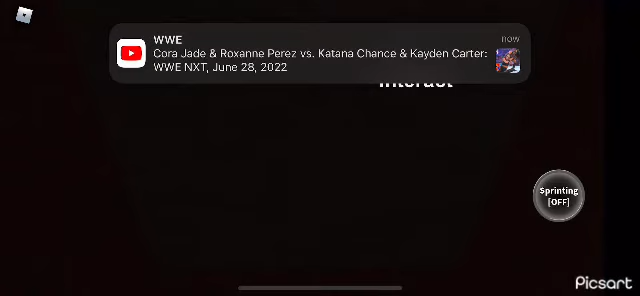 WWE
now
Cora Jade & Roxanne Perez vs. Katana Chance & Kayden Carter:
WWE NXT, June 28, 2022
Interact
Sprinting
[OFF]
Picsart